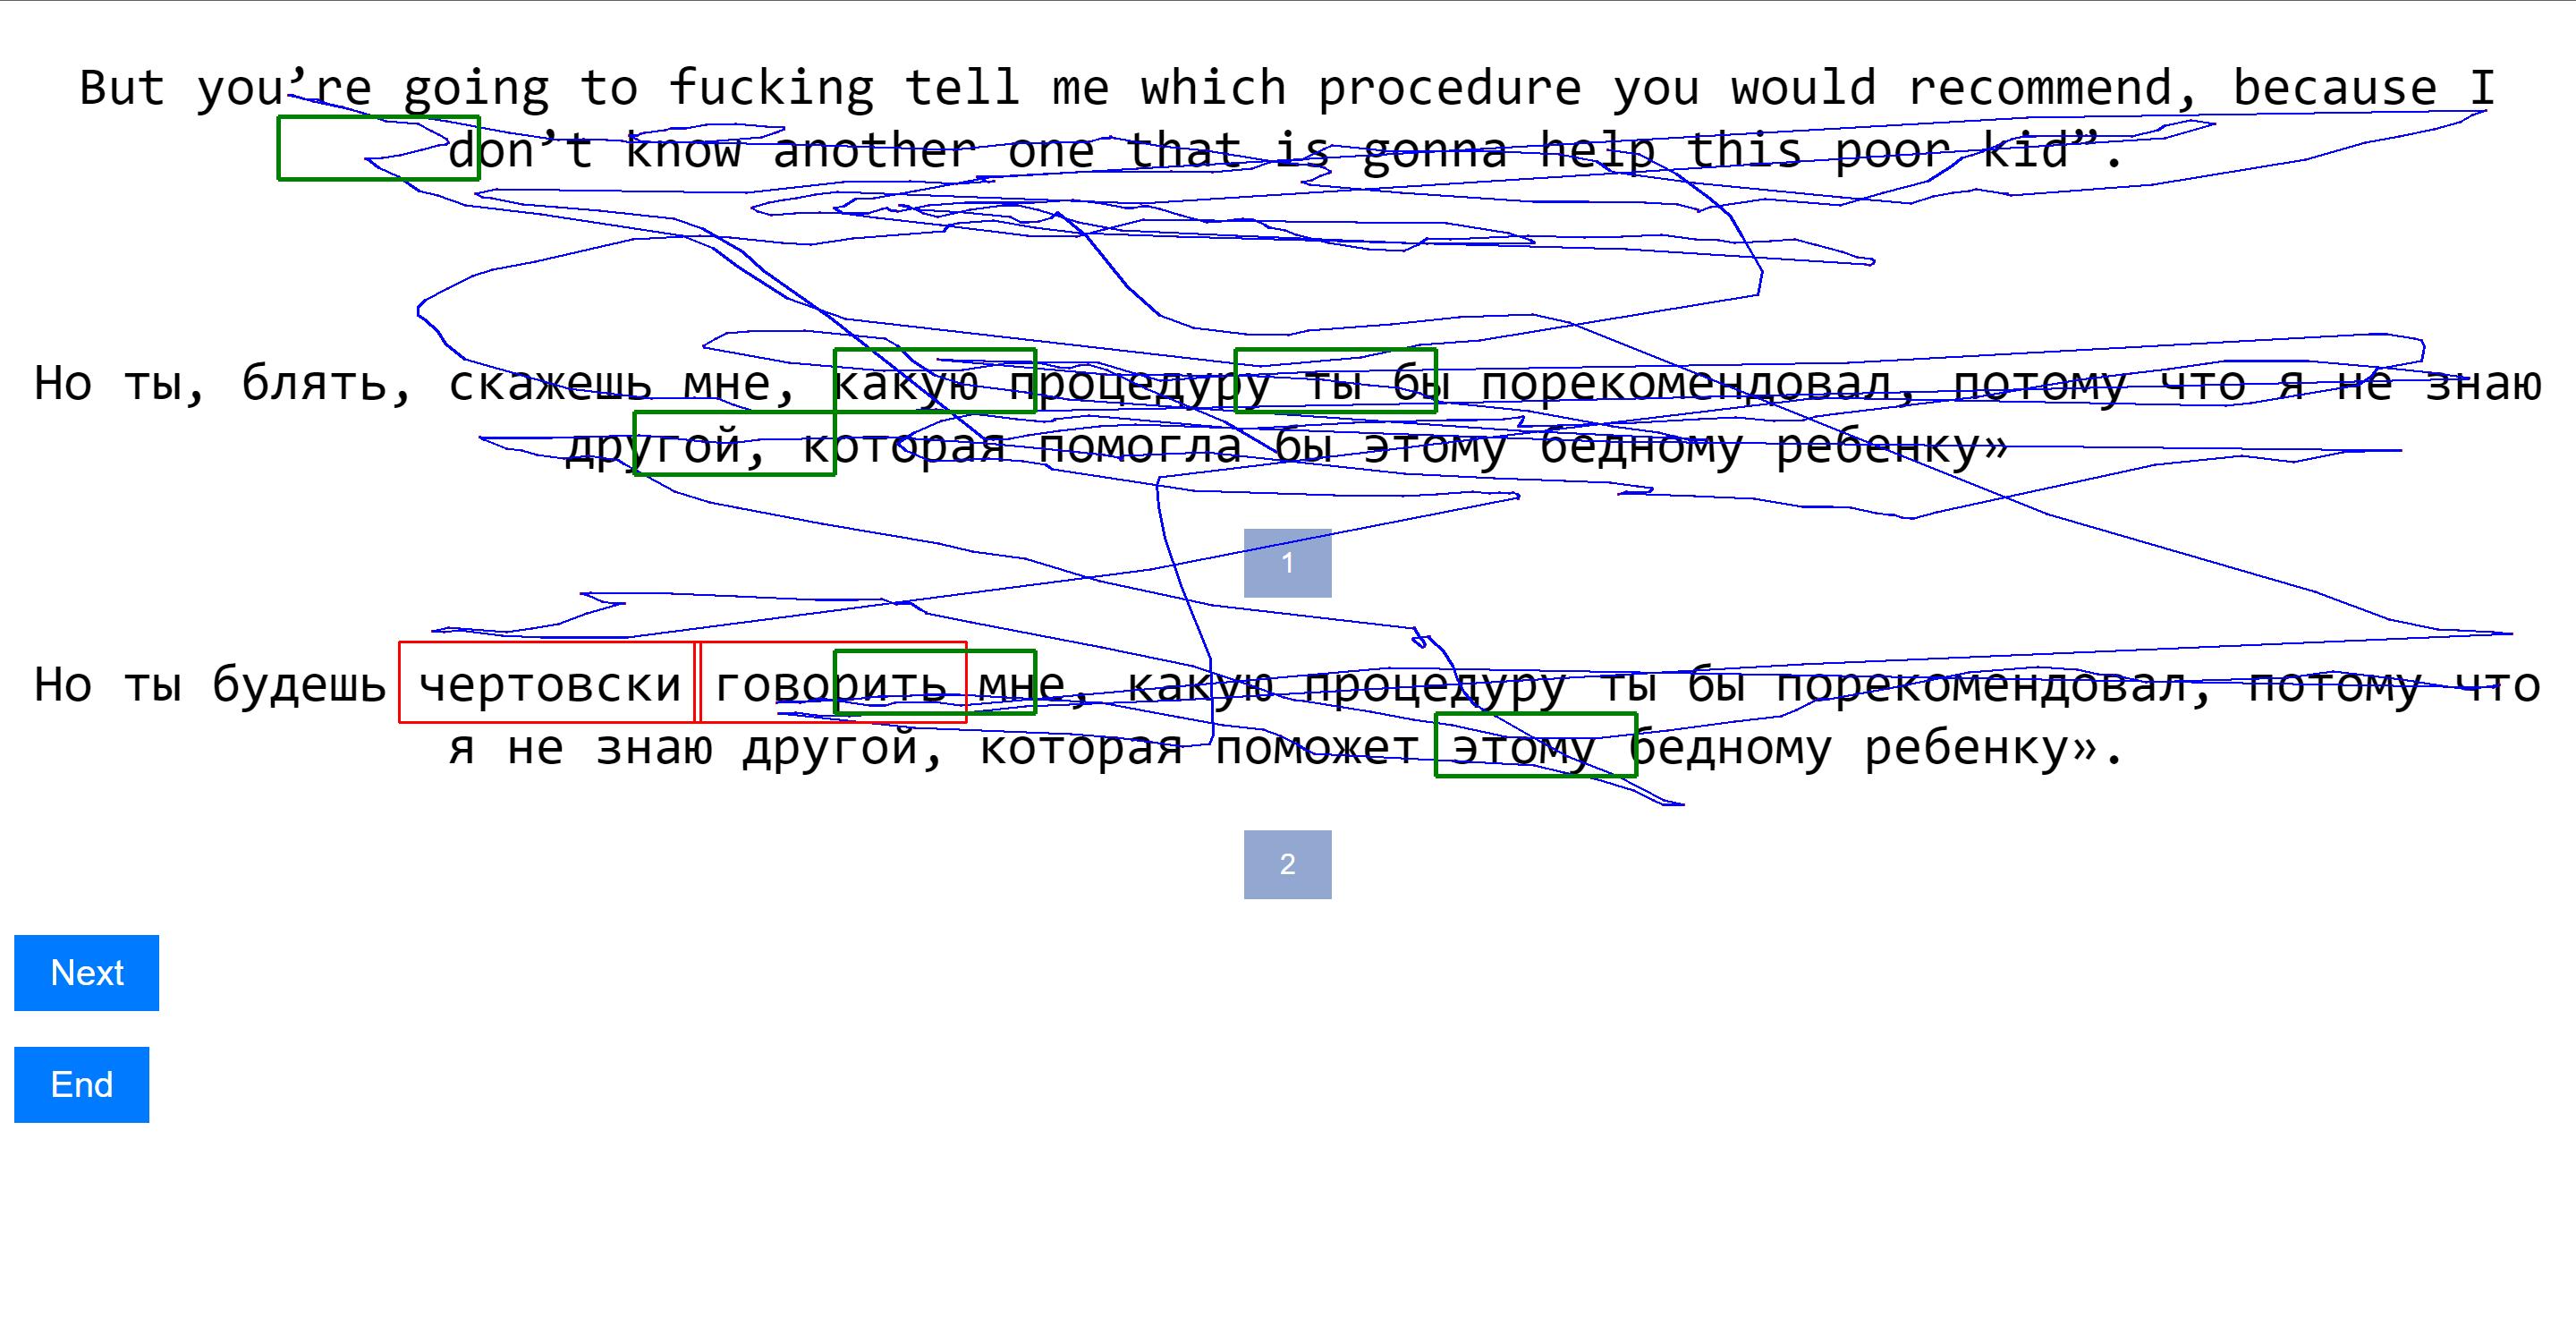 But you’re going to fucking tell me which procedure you would recommend, because I
don’t know another one that is gonna help this poor kid”.
Но ты, блять, скажешь мне, какую процедуру ты бы порекомендовал, потому что я не знаю
другой, которая помогла бы этому бедному ребенку»
1
Но ты будешь чертовски говорить мне, какую процедуру ты бы порекомендовал, потому что
я не знаю другой, которая поможет этому бедному ребенку».
2
Next
End